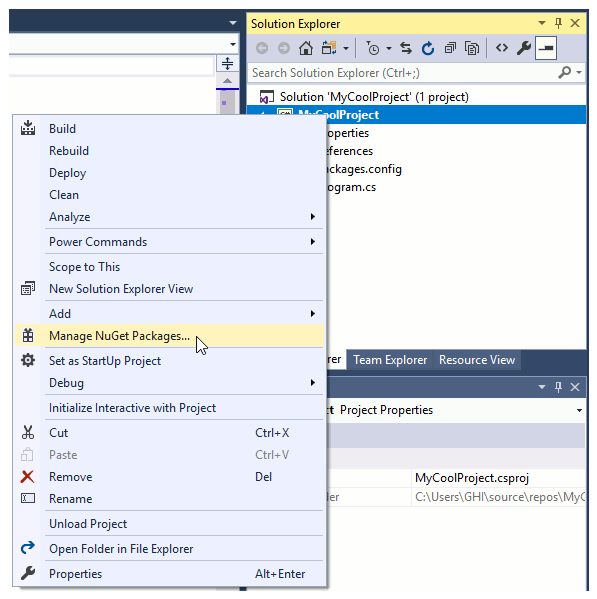 Solution Explorer
Search Solution Explorer (Ctrl+;)
Solution 'MyCoolProject' (1 project)
MyCoolProject
operties
eferences
ackages.config
ogram.cs
Build
Rebuild
Deploy
Clean
Analyze
Power Commands
Scope to This
New Solution Explorer View
Add
Manage NuGet Packages...
Set as StartUp Project
Debug
Initialize Interactive with Project
Cut Ctrl+X
Paste Ctrl+V
Remove Del
Rename
Unload Project
Open Folder in File Explorer
Properties Alt+Enter
rer Team Explorer Resource View
ct Project Properties
MyCoolProject.csproj
der C:\Users\GHI\source\repos\MyC